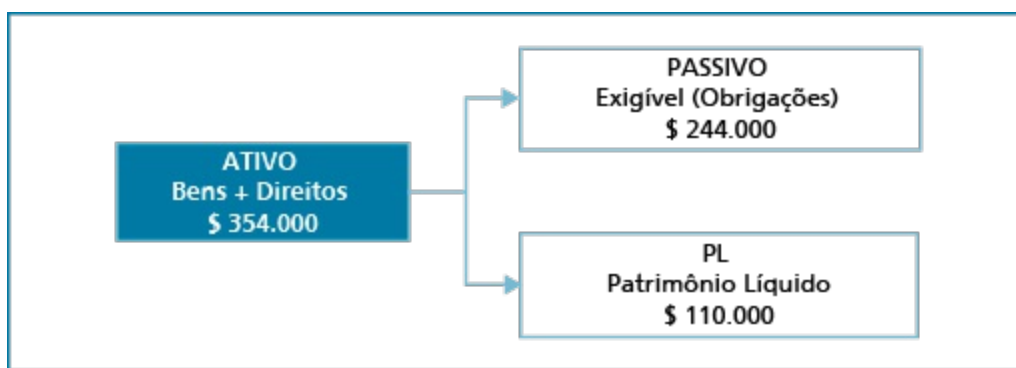 ATIVO
Bens + Direitos
$ 354.000
PASSIVO
Exigível (Obrigações)
$ 244.000
PL
Patrimônio Líquido
$ 110.000